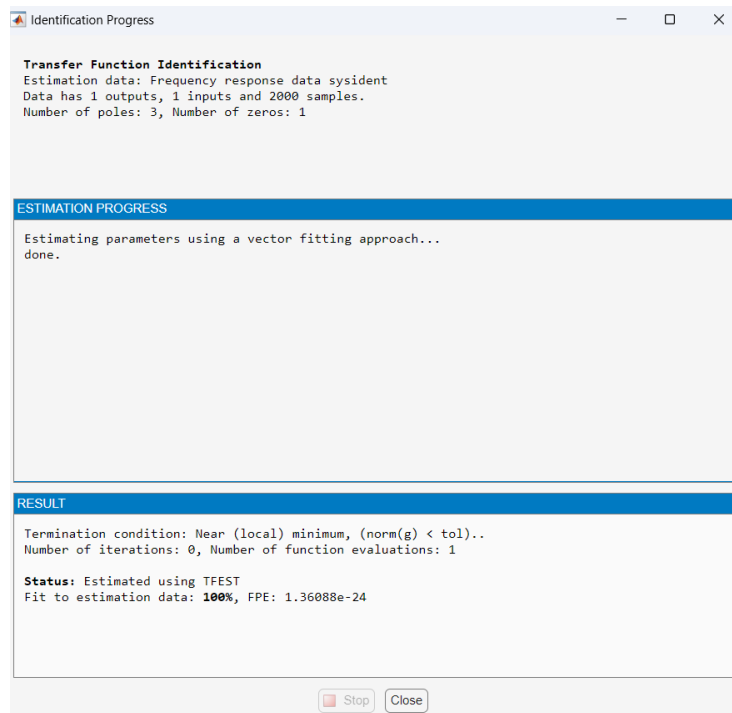 Identification Progress
Transfer Function Identification
Estimation data: Frequency response data sysident
Data has 1 outputs, 1 inputs and 2000 samples.
Number of poles: 3, Number of zeros: 1
ESTIMATION PROGRESS
Estimating parameters using a vector fitting approach...
done.
RESULT
Termination condition: Near (local) minimum, (norm(g) < tol)..
Number of iterations: 0, Number of function evaluations: 1
Status: Estimated using TFEST
Fit to estimation data: 100%, FPE: 1.36088e-24
Stop Close